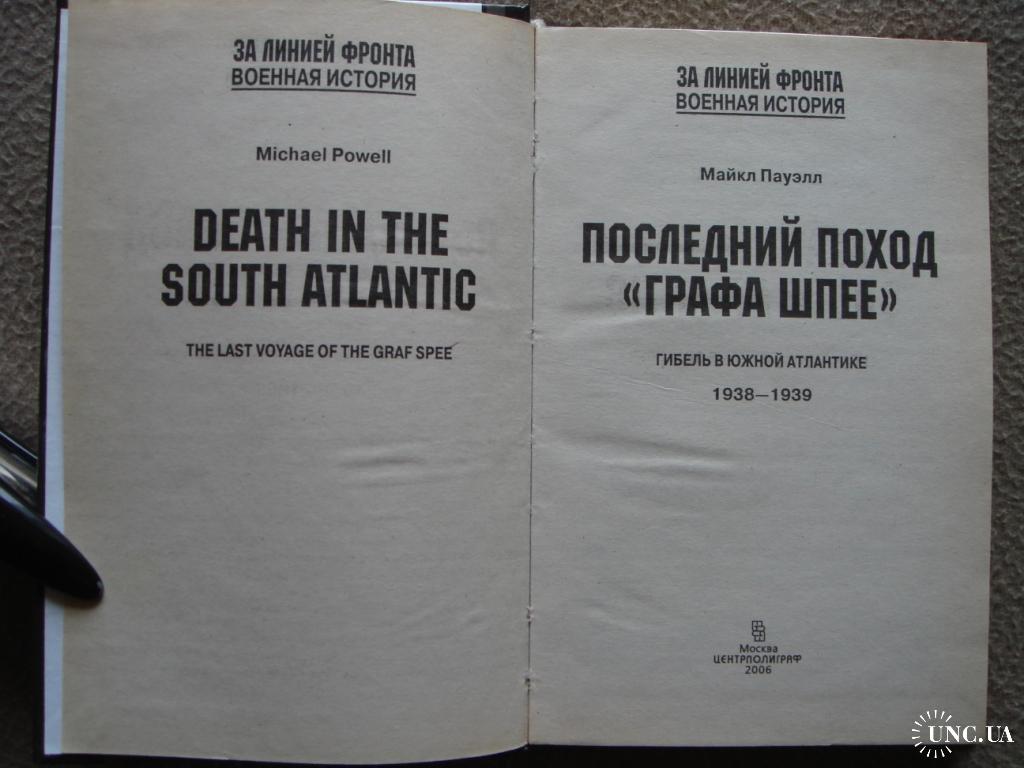 ЗА ЛИНИЕЙ ФРОНТА
ВОЕННАЯ ИСТОРИЯ
Michael Powell
DEATH IN THE
SOUTH ATLANTIC
THE LAST VOYAGE OF THE GRAF SPEE
ЗА ЛИНИЕЙ ФРОНТА
ВОЕННАЯ ИСТОРИЯ
Майкл Пауэлл
ПОСЛЕДНИЙ ПОХОД
«ГРАФА ШПЕЕ»
ГИБЕЛЬ В ЮЖНОЙ АТЛАНТИКЕ
1938—1939
Москва
ЦЕНТРПОЛИГРАФ
2006
UNC.UA